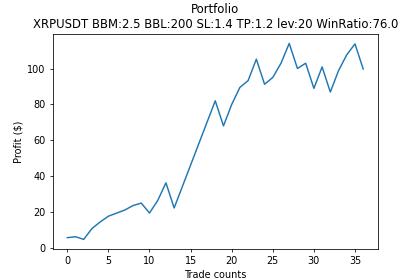 Portfolio
XRPUSDT BBM:2.5 BBL:200 SL:1.4 TP:1.2 lev:20 WinRatio:76.0
Profit ($)
100
80
60
40
20
0
0 5 10 15 20 25 30 35
Trade counts